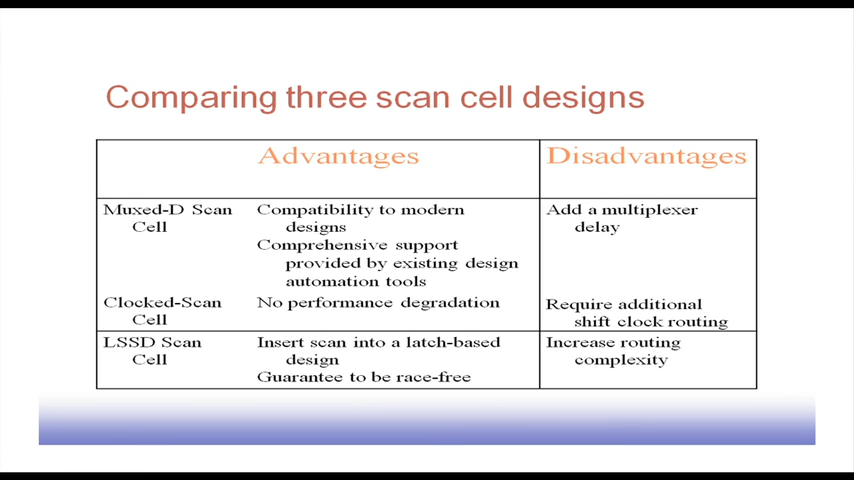 Comparing three scan cell designs
Advantages Disadvantages
Muxed-D Scan Cell
Compatibility to modern designs
Comprehensive support provided by existing design automation tools
Add a multiplexer delay
Clocked-Scan Cell
No performance degradation
Require additional shift clock routing
LSSD Scan Cell
Insert scan into a latch-based design
Guarantee to be race-free
Increase routing complexity